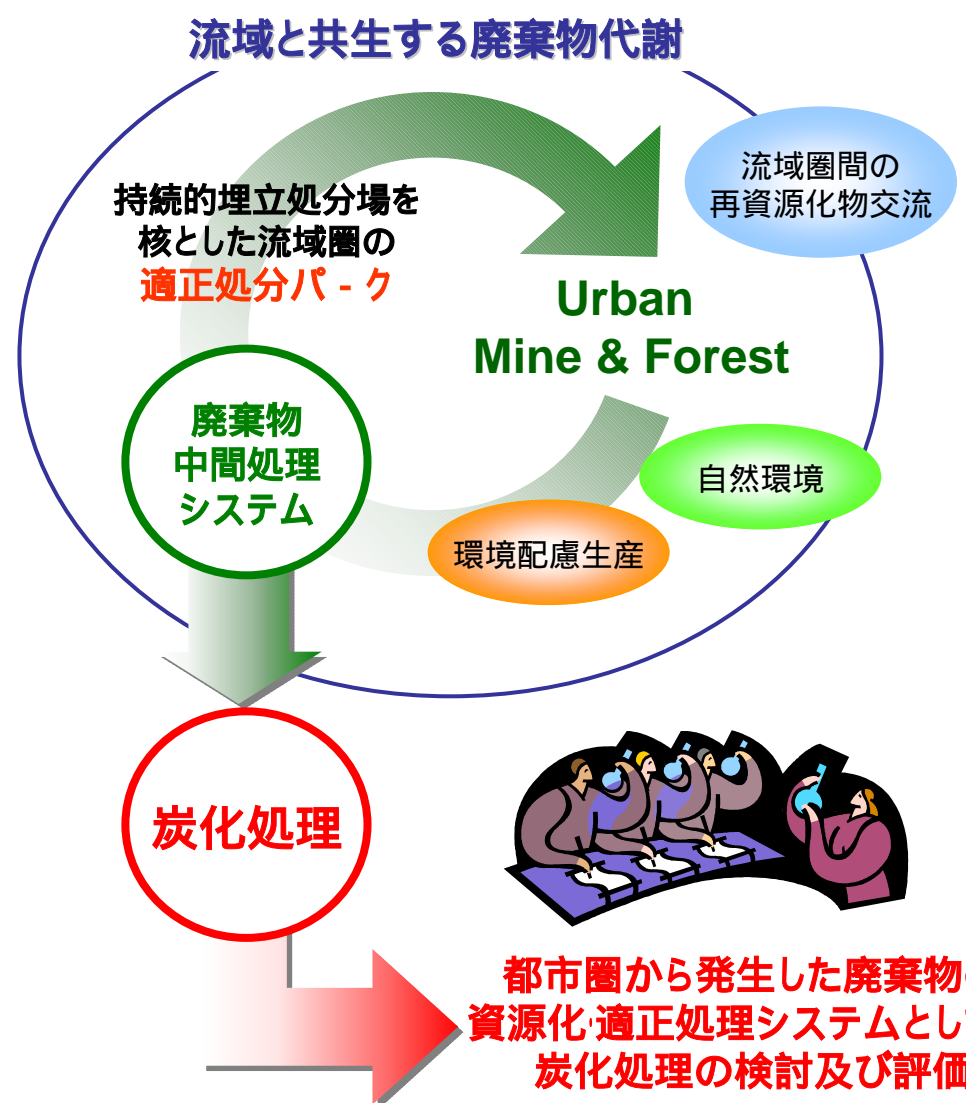 流域と共生する廃棄物代謝
流域圏間の
再資源化物交流
持続的埋立処分場を
核とした流域圏の
適正処分パ - ク
Urban
Mine & Forest
廃棄物
中間処理
システム
自然環境
環境配慮生産
炭化処理
都市圏から発生した廃棄物
資源化・適正処理システムとし
炭化処理の検討及び評価